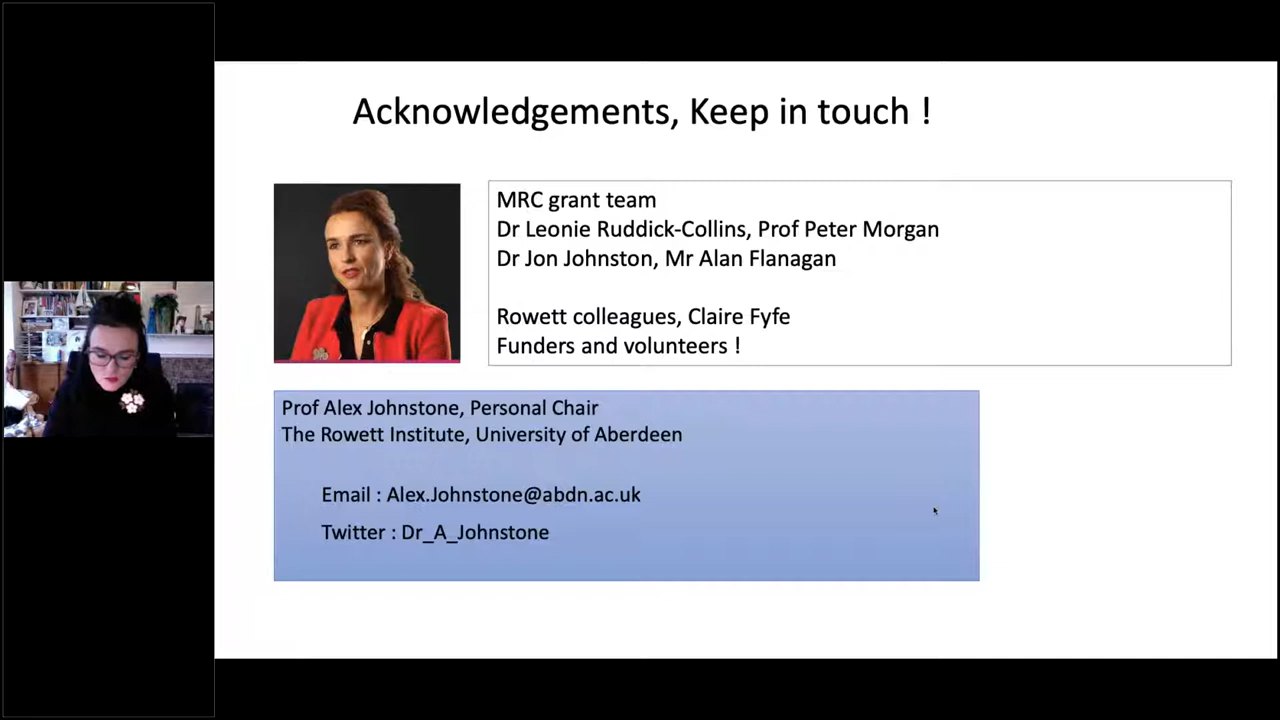 Acknowledgements, Keep in touch !
MRC grant team
Dr Leonie Ruddick-Collins, Prof Peter Morgan
Dr Jon Johnston, Mr Alan Flanagan
Rowett colleagues, Claire Fyfe
Funders and volunteers !
Prof Alex Johnstone, Personal Chair
The Rowett Institute, University of Aberdeen
Email : Alex.Johnstone@abdn.ac.uk
Twitter : Dr_A_Johnstone